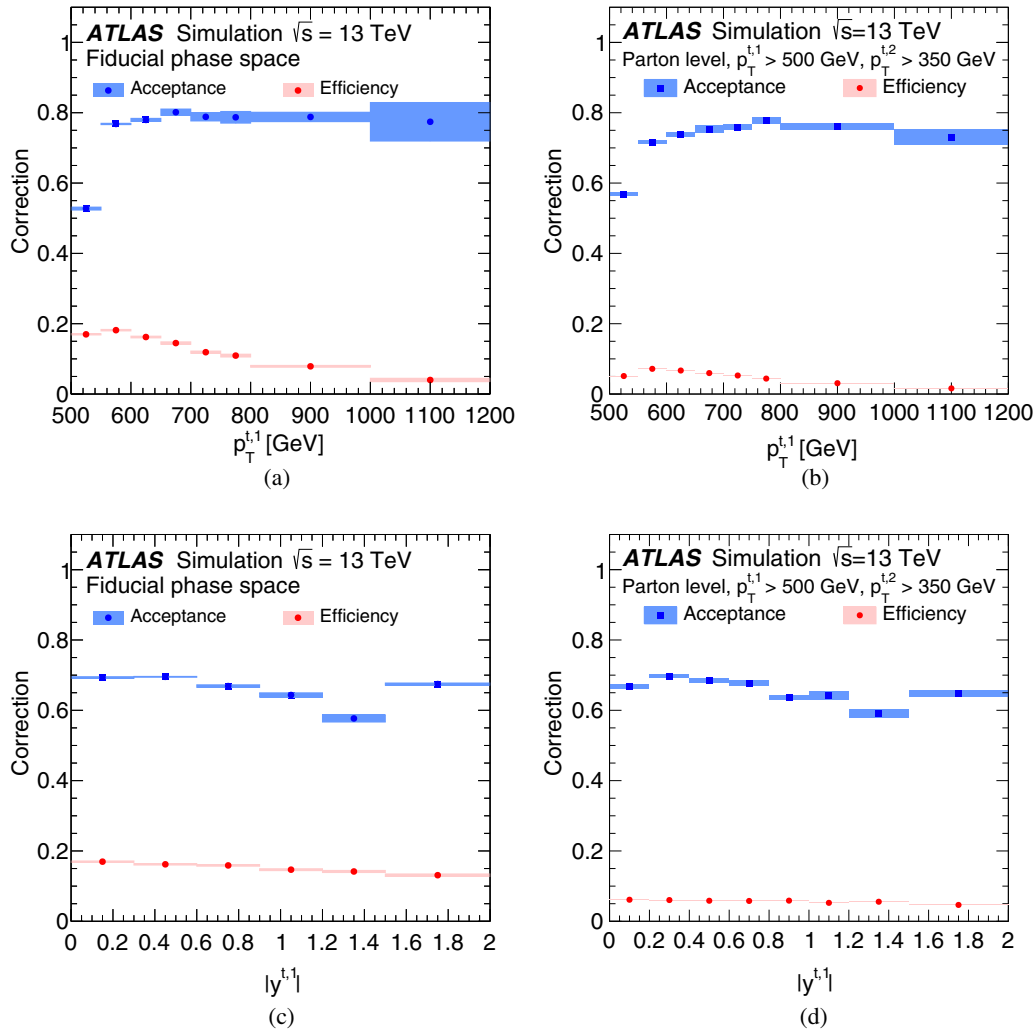 ATLAS Simulation √s = 13 TeV
Fiducial phase space
Acceptance Efficiency
1
0.8
0.6
0.4
0.2
0
Correction
500 600 700 800 900 1000 1100 1200
p_T^{t,1} [GeV]
(a)
ATLAS Simulation √s=13 TeV
Parton level, p_T^{t,1} > 500 GeV, p_T^{t,2} > 350 GeV
Acceptance Efficiency
1
0.8
0.6
0.4
0.2
0
Correction
500 600 700 800 900 1000 1100 1200
p_T^{t,1} [GeV]
(b)
ATLAS Simulation √s = 13 TeV
Fiducial phase space
Acceptance Efficiency
1
0.8
0.6
0.4
0.2
0
Correction
0 0.2 0.4 0.6 0.8 1 1.2 1.4 1.6 1.8 2
|y^{t,1}|
(c)
ATLAS Simulation √s=13 TeV
Parton level, p_T^{t,1} > 500 GeV, p_T^{t,2} > 350 GeV
Acceptance Efficiency
1
0.8
0.6
0.4
0.2
0
Correction
0 0.2 0.4 0.6 0.8 1 1.2 1.4 1.6 1.8 2
|y^{t,1}|
(d)